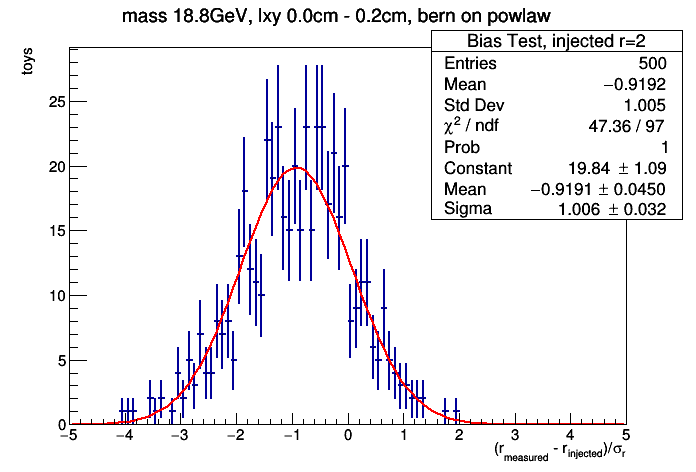 mass 18.8GeV, lxy 0.0cm - 0.2cm, bern on powlaw
Bias Test, injected r=2
Entries 500
Mean −0.9192
Std Dev 1.005
χ² / ndf 47.36 / 97
Prob 1
Constant 19.84 ± 1.09
Mean −0.9191 ± 0.0450
Sigma 1.006 ± 0.032
toys
25
20
15
10
5
0
−5 −4 −3 −2 −1 0 1 2 3 4 5
(r_measured - r_injected)/σ_r